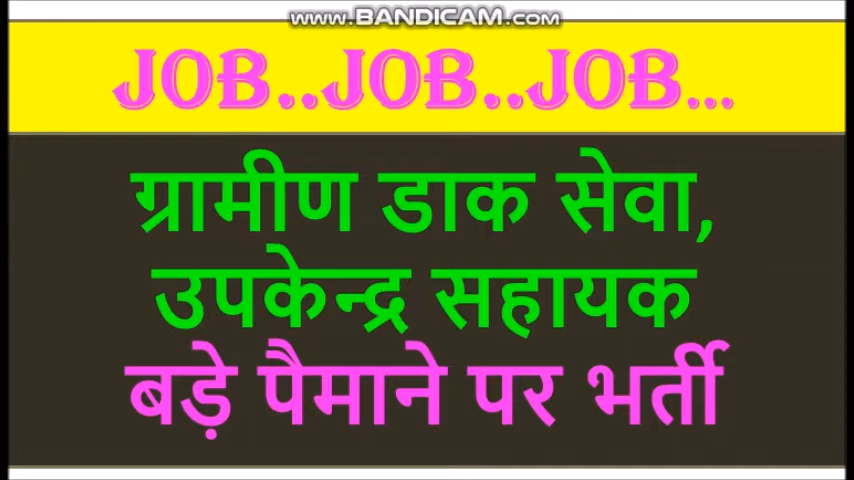 www.BANDICAM.com
JOB..JOB..JOB...
ग्रामीण डाक सेवा,
उपकेन्द्र सहायक
बड़े पैमाने पर भर्ती